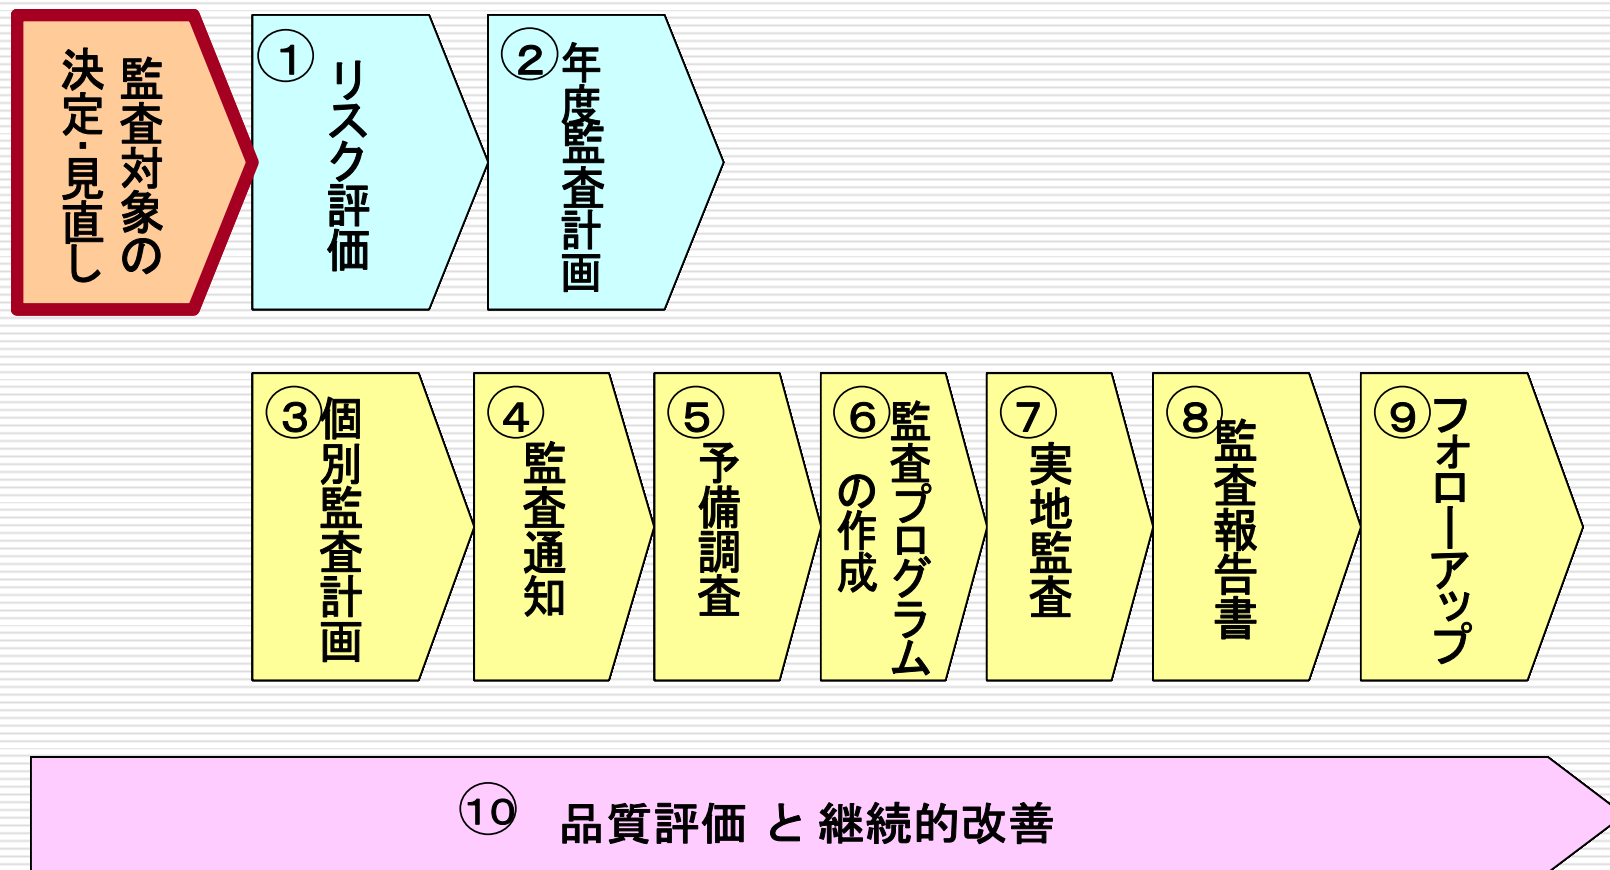 監査対象の
決定・見直し
①
リスク評価
②
年度監査計画
③
個別監査計画
④
監査通知
⑤
予備調査
⑥
監査プログラム
の作成
⑦
実地監査
⑧
監査報告書
⑨
フォローアップ
⑩ 品質評価 と 継続的改善